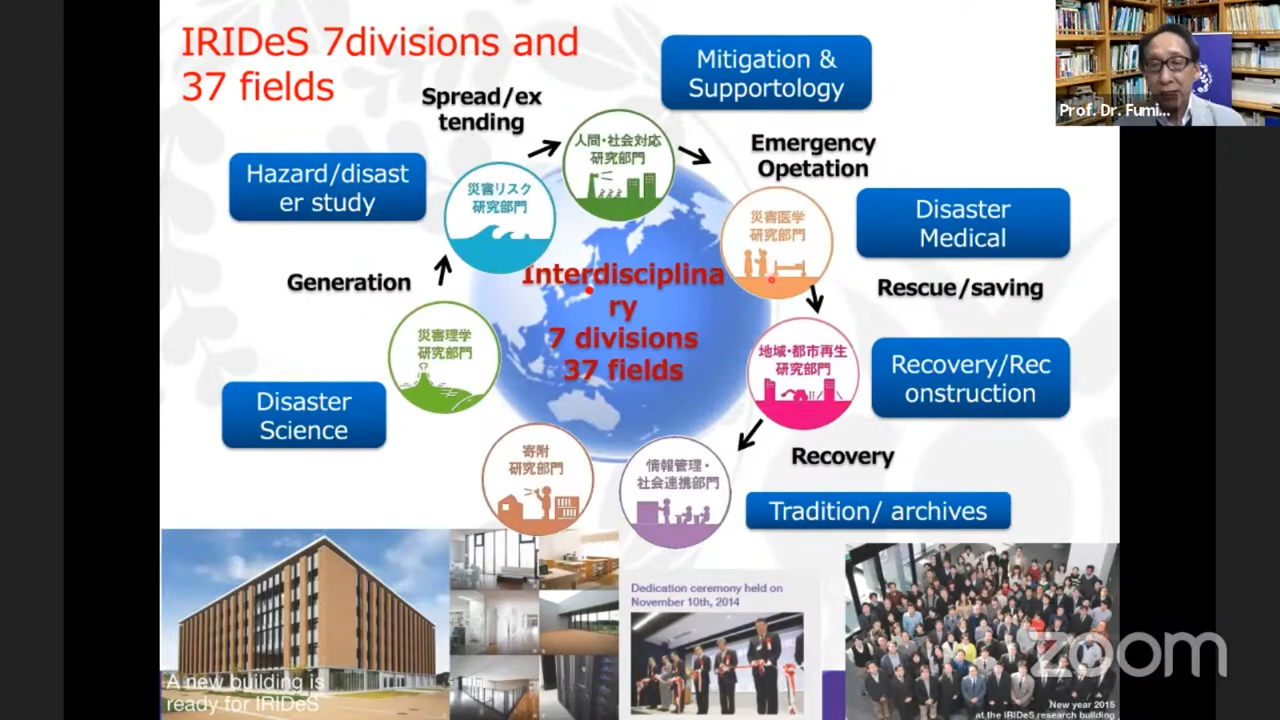 IRIDeS 7divisions and
37 fields
Mitigation &
Supportology
Prof. Dr. Fumi...
Spread/ex
tending
人間・社会対応
研究部門
Emergency
Opetation
Hazard/disast
er study
災害リスク
研究部門
災害医学
研究部門
Disaster
Medical
Generation
Interdisciplina
ry
7 divisions
37 fields
Rescue/saving
災害理学
研究部門
地域・都市再生
研究部門
Recovery/Rec
onstruction
Disaster
Science
寄附
研究部門
情報管理・
社会連携部門
Recovery
Tradition/ archives
A new building is
ready for IRIDeS
Dedication ceremony held on
November 10th, 2014
zoom
New year 2015
at the IRIDeS research building